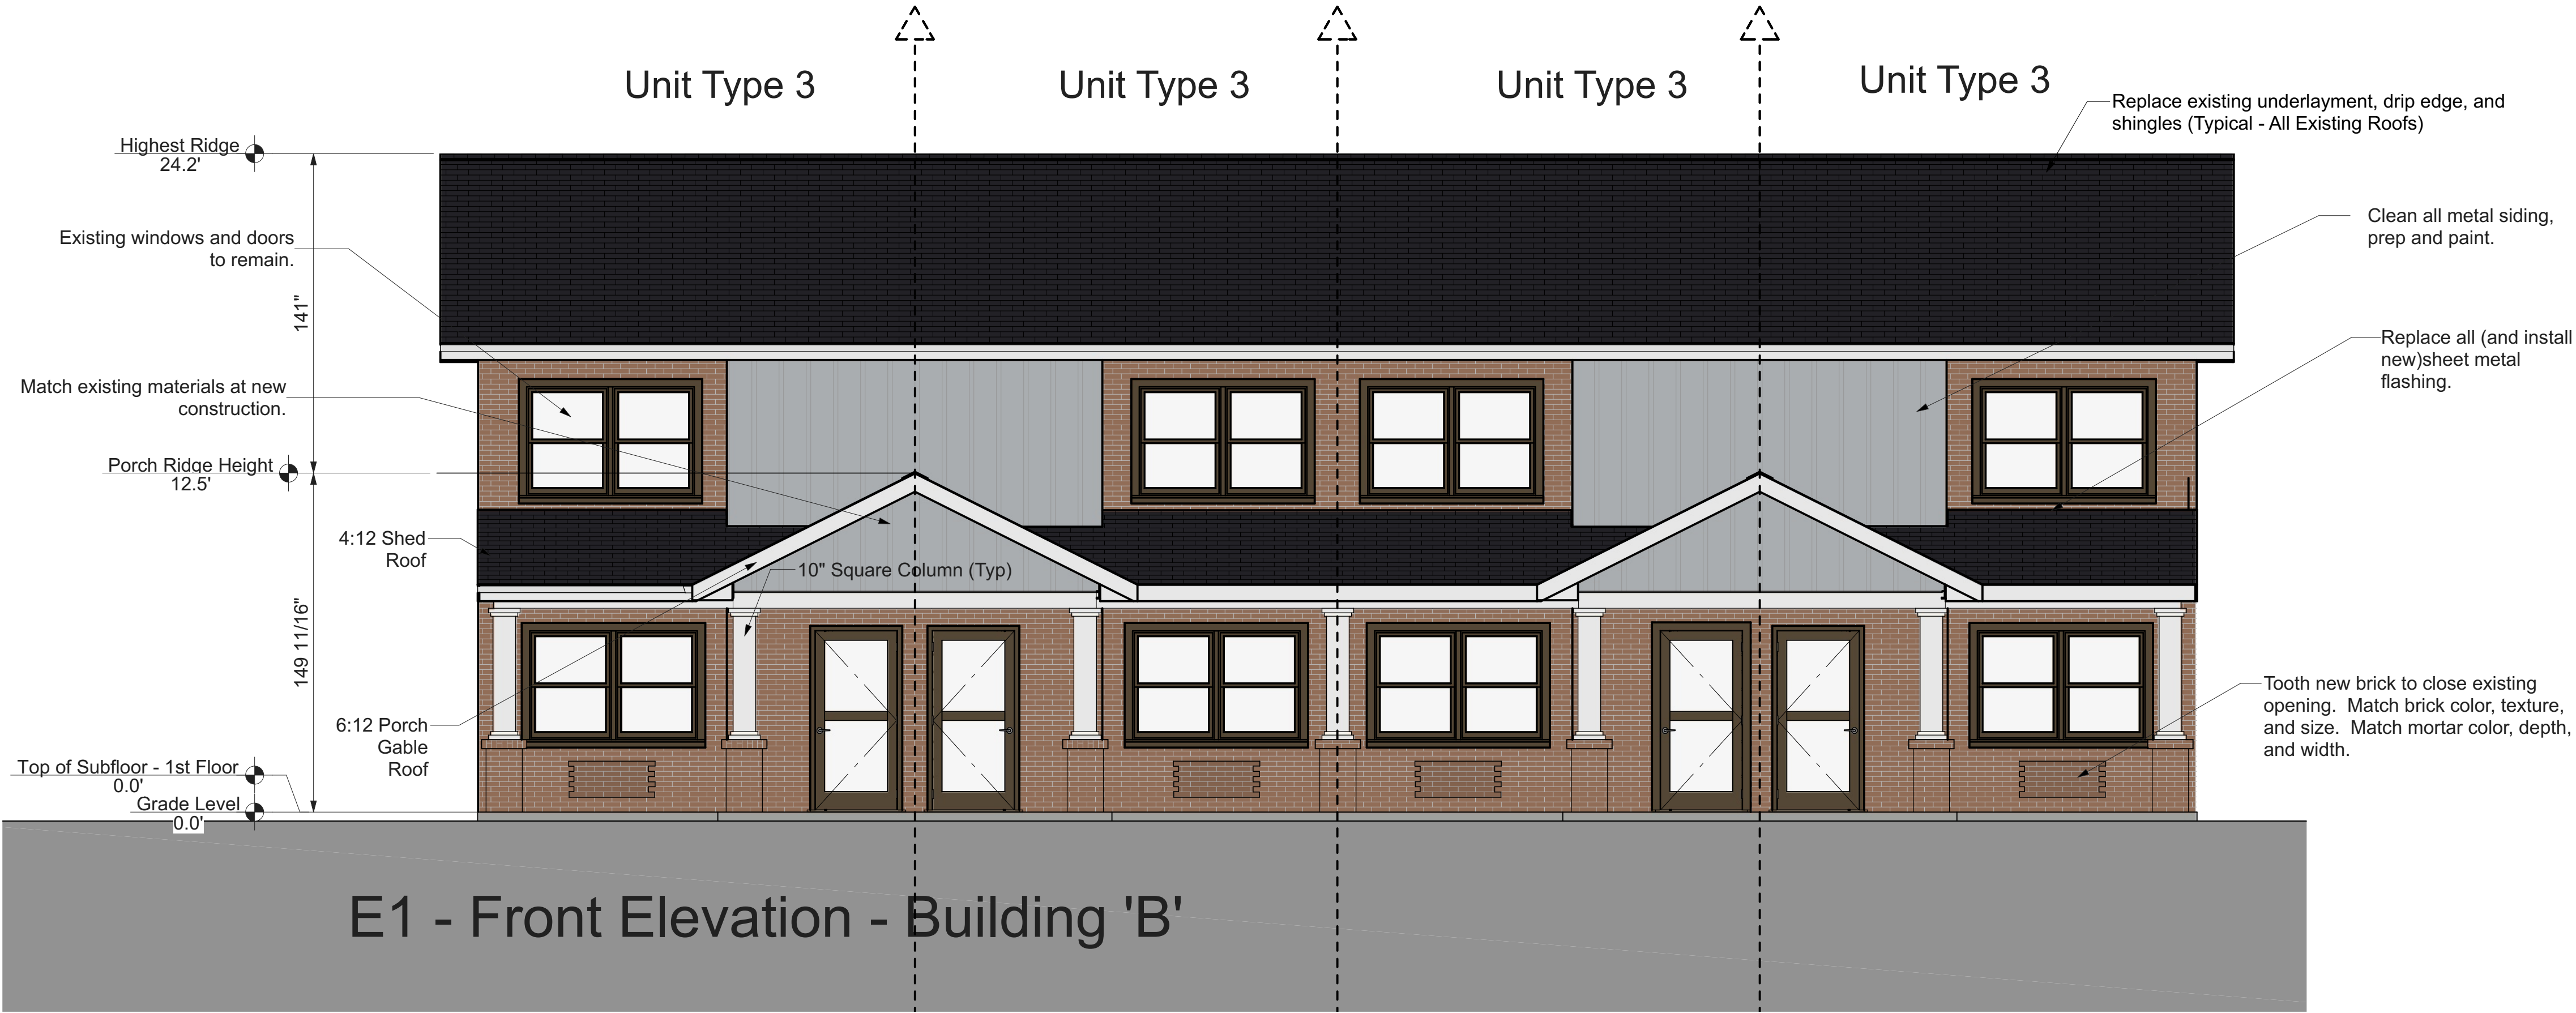 Unit Type 3
Unit Type 3
Unit Type 3
Unit Type 3
Replace existing underlayment, drip edge, and
shingles (Typical - All Existing Roofs)
Highest Ridge
24.2'
Clean all metal siding,
prep and paint.
Existing windows and doors
to remain.
141"
Replace all (and install
new)sheet metal
flashing.
Match existing materials at new
construction.
Porch Ridge Height
12.5'
4:12 Shed
Roof
10" Square Column (Typ)
149 11/16"
Tooth new brick to close existing
opening.  Match brick color, texture,
and size.  Match mortar color, depth,
and width.
6:12 Porch
Gable
Roof
Top of Subfloor - 1st Floor
0.0'
Grade Level
0.0'
E1 - Front Elevation - Building 'B'